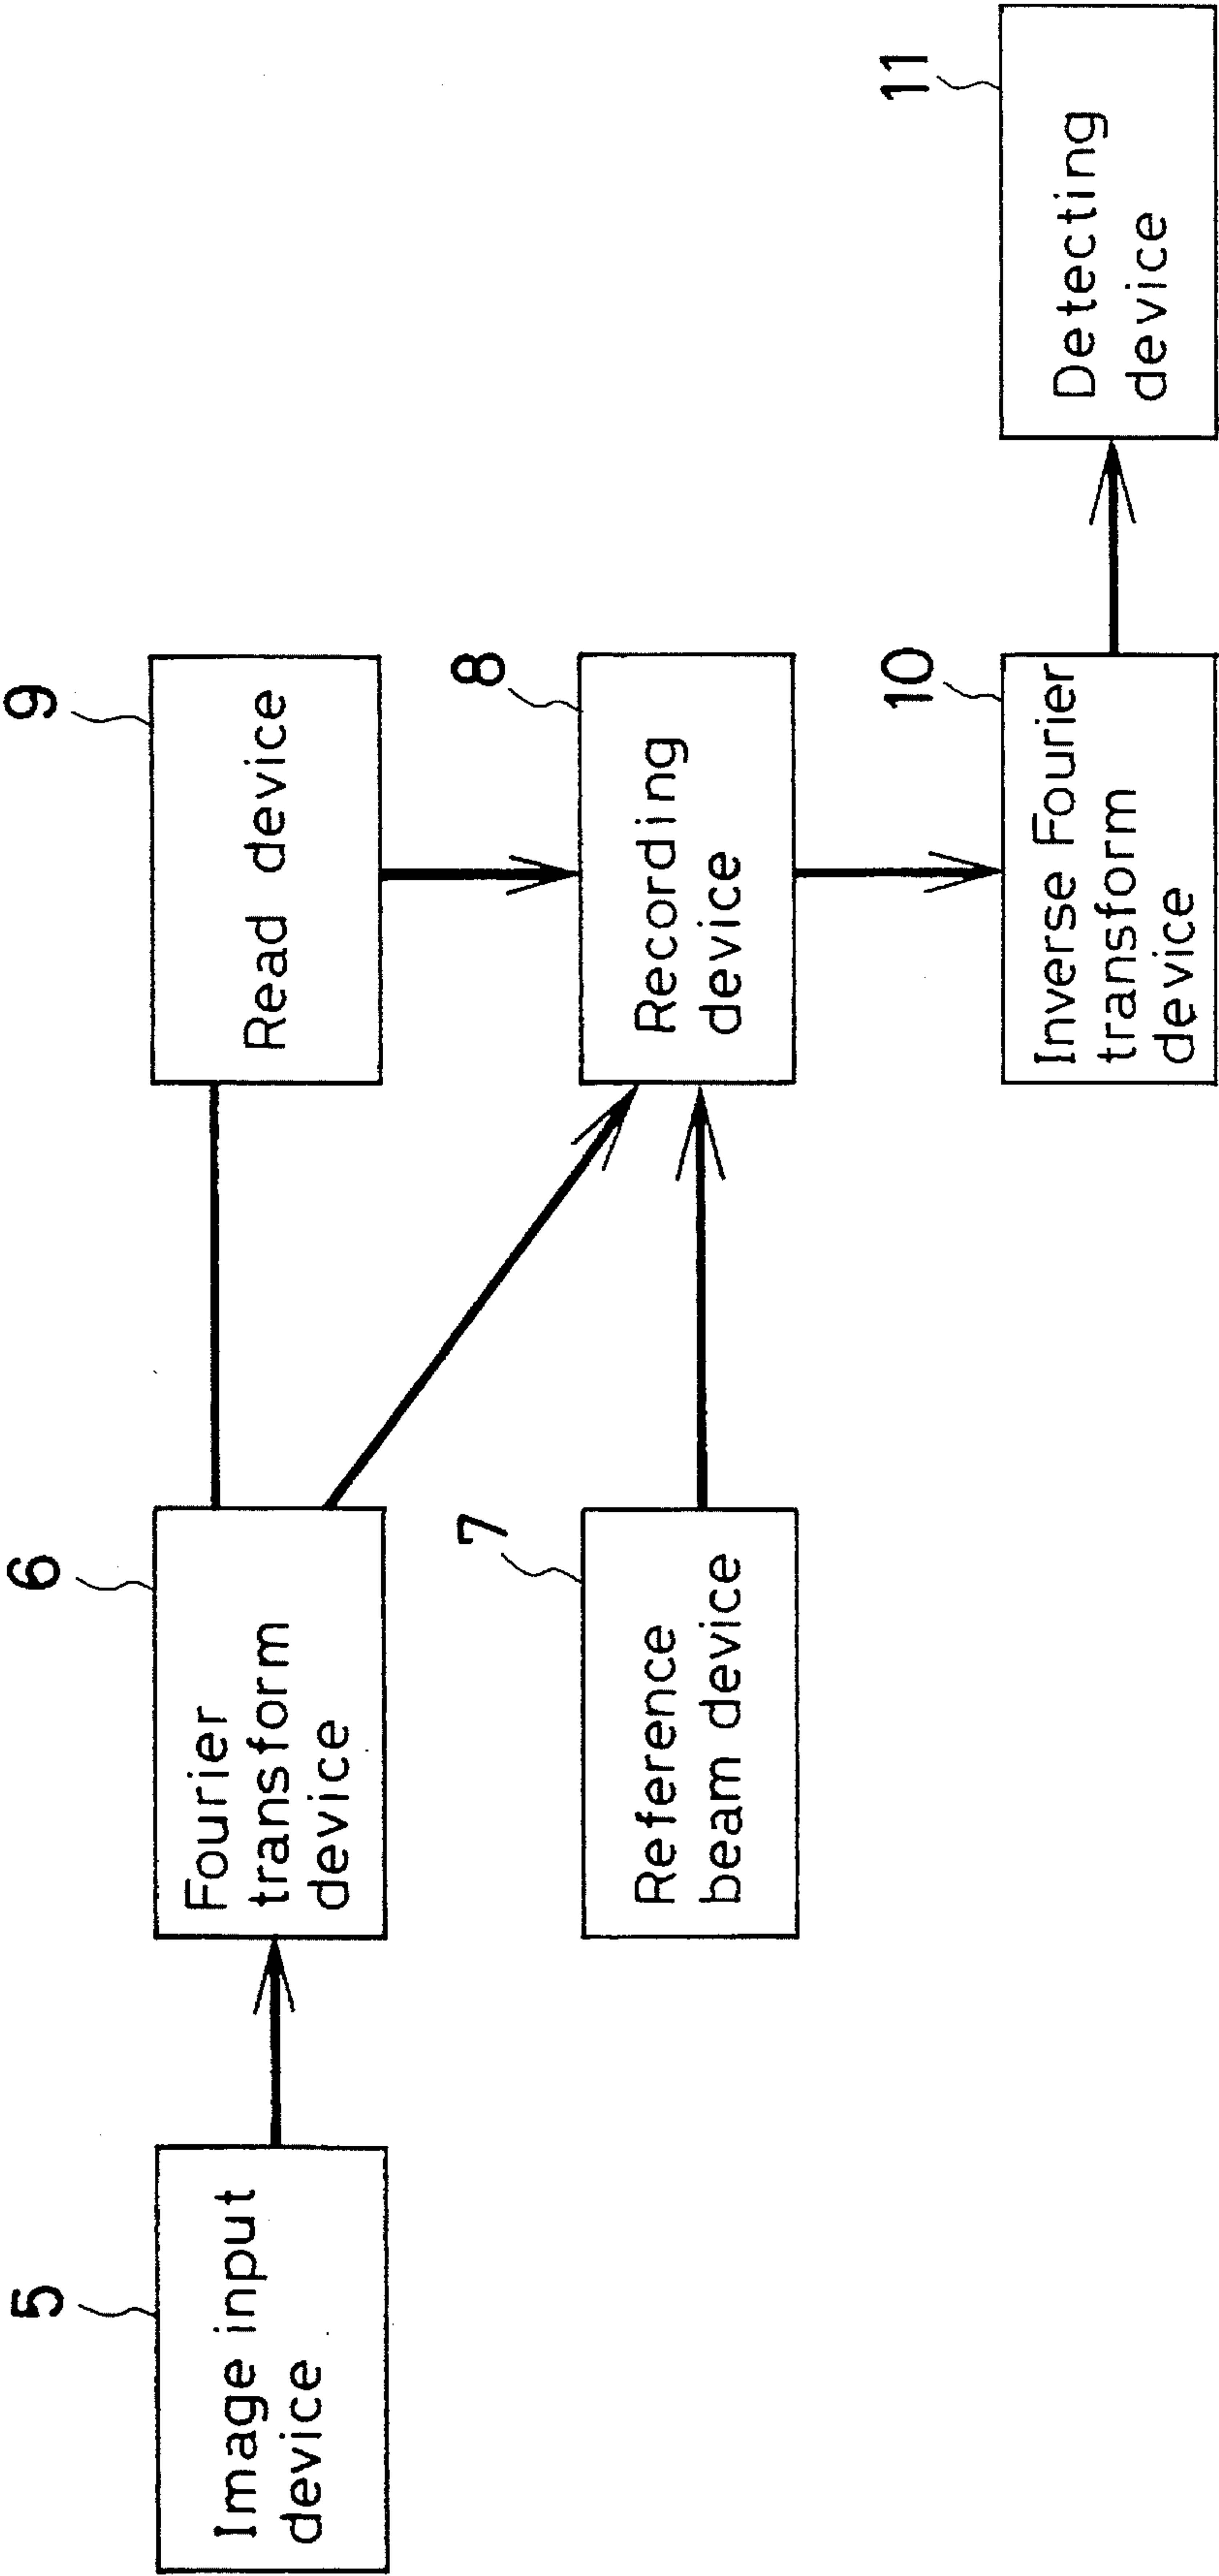 5
Image input
device
6
Fourier
transform
device
9
Read device
7
Reference
beam device
8
Recording
device
10
Inverse Fourier
transform
device
11
Detecting
device